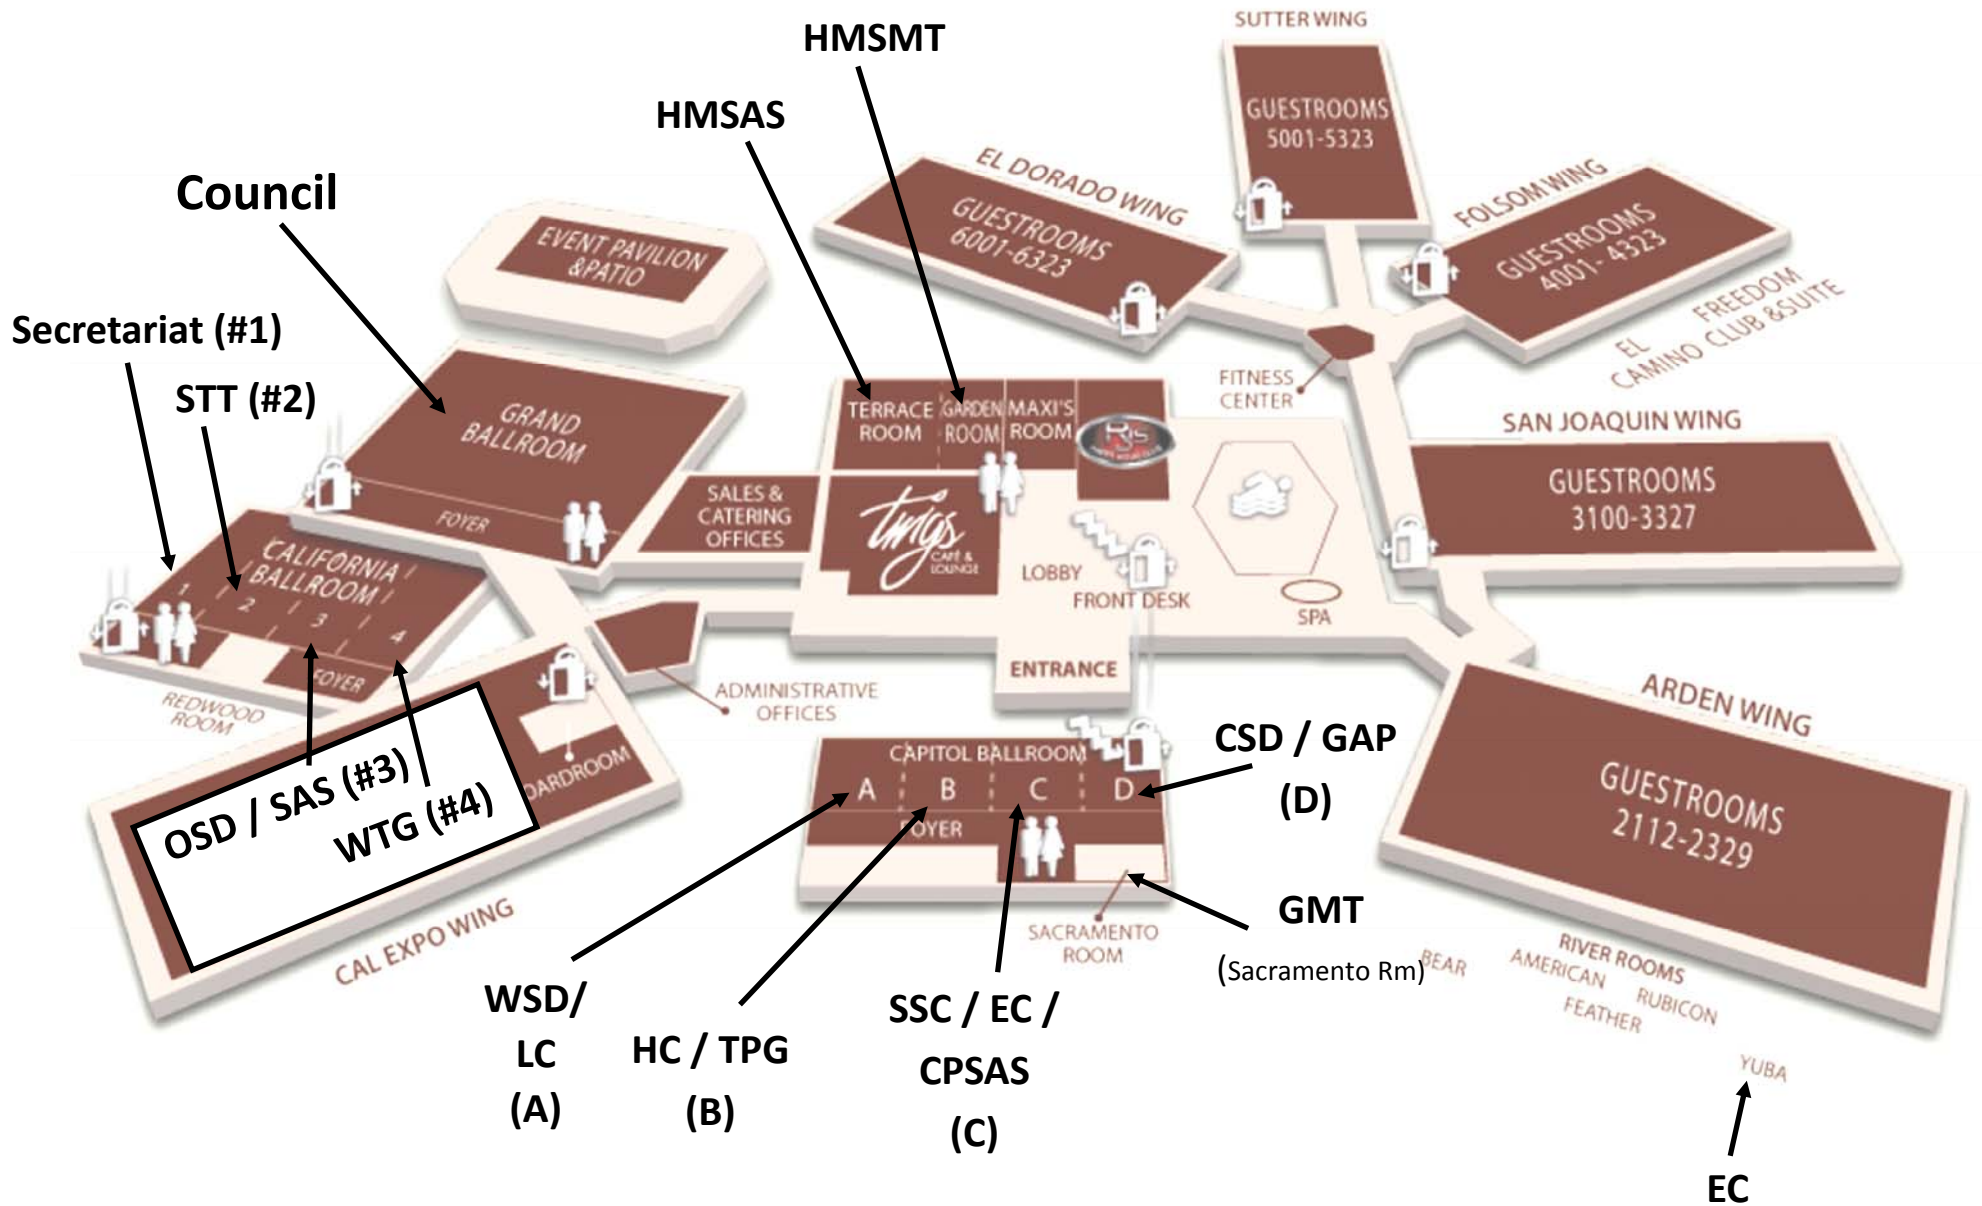 SUTTER WING
HMSMT
HMSAS
GUESTROOMS
5001-5323
Council
EL DORADO WING
GUESTROOMS
6001-6323
FOLSOM WING
GUESTROOMS
4001- 4323
EVENT PAVILION
&PATIO
FREEDOM
CLUB &SUITE
EL
CAMINO
Secretariat (#1)
STT (#2)
FITNESS
CENTER
TERRACE
ROOM
GARDEN
ROOM
MAXI'S
ROOM
RJS
GRAND
BALLROOM
FOYER
SAN JOAQUIN WING
GUESTROOMS
3100-3327
SALES &
CATERING
OFFICES
twigs
CAFÉ &
LOUNGE
CALIFORNIA
BALLROOM
1
2
3
4
FOYER
LOBBY
FRONT DESK
SPA
ENTRANCE
REDWOOD
ROOM
ADMINISTRATIVE
OFFICES
ARDEN WING
GUESTROOMS
2112-2329
OARDROOM
OSD / SAS (#3)
WTG (#4)
CAL EXPO WING
CAPITOL BALLROOM
A
B
C
D
FOYER
CSD / GAP
(D)
GMT
(Sacramento Rm)
SACRAMENTO
ROOM
RIVER ROOMS
BEAR
AMERICAN
RUBICON
FEATHER
YUBA
WSD/
LC
(A)
HC / TPG
(B)
SSC / EC /
CPSAS
(C)
EC